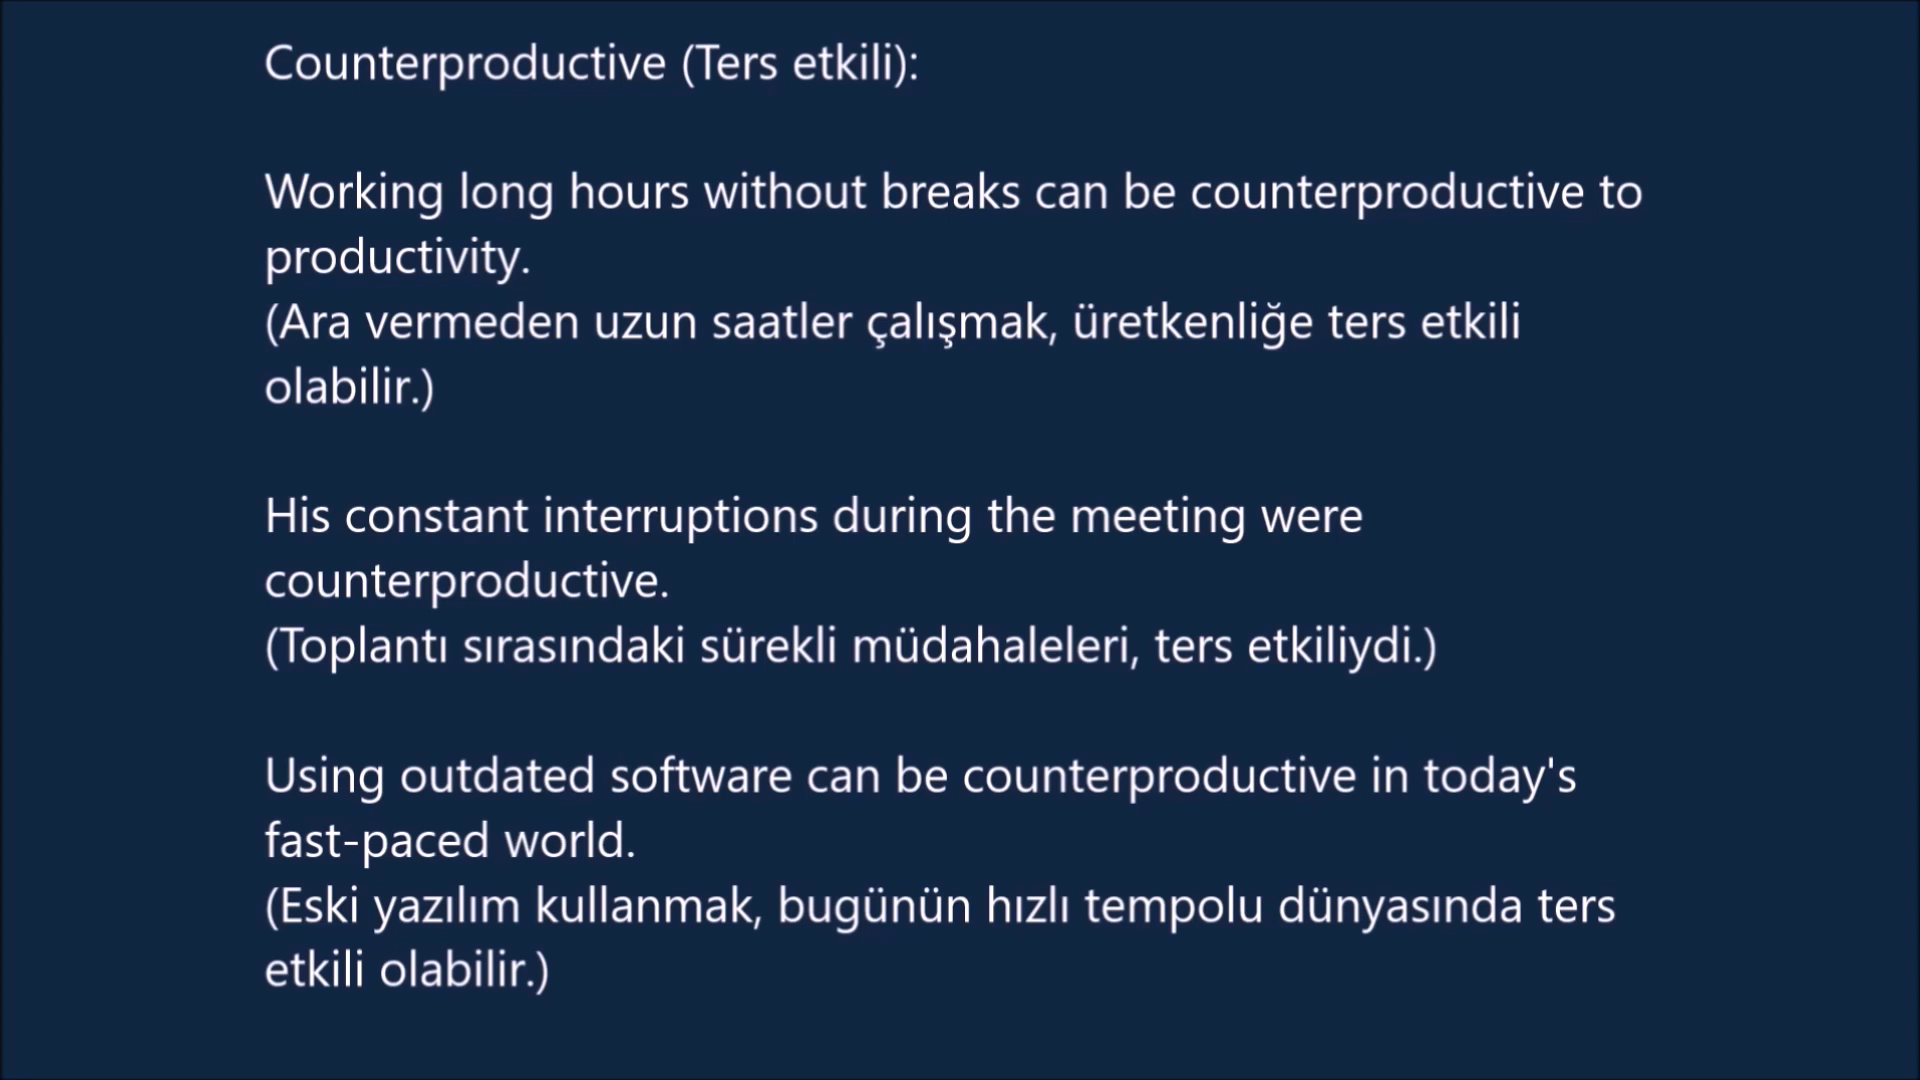 Counterproductive (Ters etkili):
Working long hours without breaks can be counterproductive to
productivity.
(Ara vermeden uzun saatler çalışmak, üretkenliğe ters etkili
olabilir.)
His constant interruptions during the meeting were
counterproductive.
(Toplantı sırasındaki sürekli müdahaleleri, ters etkiliydi.)
Using outdated software can be counterproductive in today's
fast-paced world.
(Eski yazılım kullanmak, bugünün hızlı tempolu dünyasında ters
etkili olabilir.)